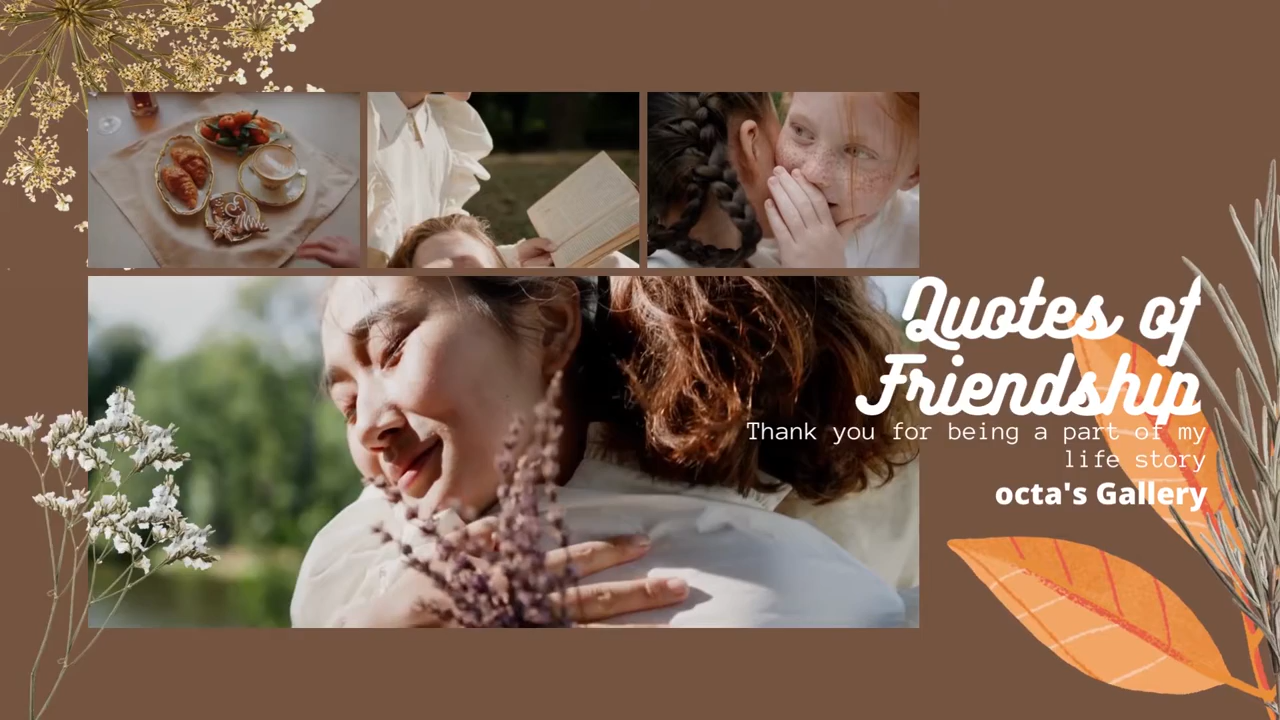 Quotes of
Friendship
Thank you for being a part of my
life story
octa's Gallery